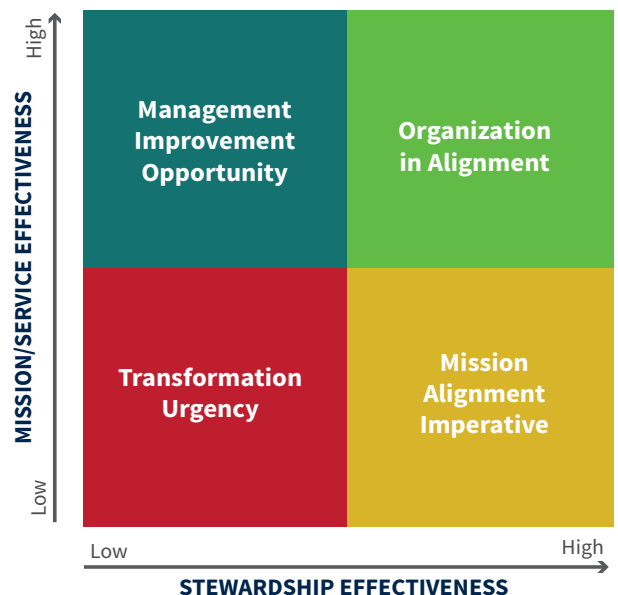 High
MISSION/SERVICE EFFECTIVENESS
Low
Management
Improvement
Opportunity
Organization
in Alignment
Transformation
Urgency
Mission
Alignment
Imperative
Low
High
STEWARDSHIP EFFECTIVENESS